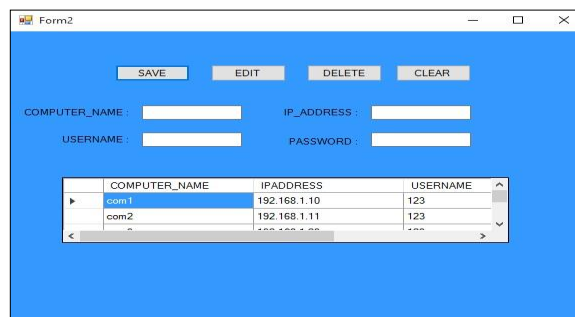 Form2
SAVE EDIT DELETE CLEAR
COMPUTER_NAME : IP_ADDRESS :
USERNAME : PASSWORD :
COMPUTER_NAME IPADDRESS USERNAME
com1 192.168.1.10 123
com2 192.168.1.11 123